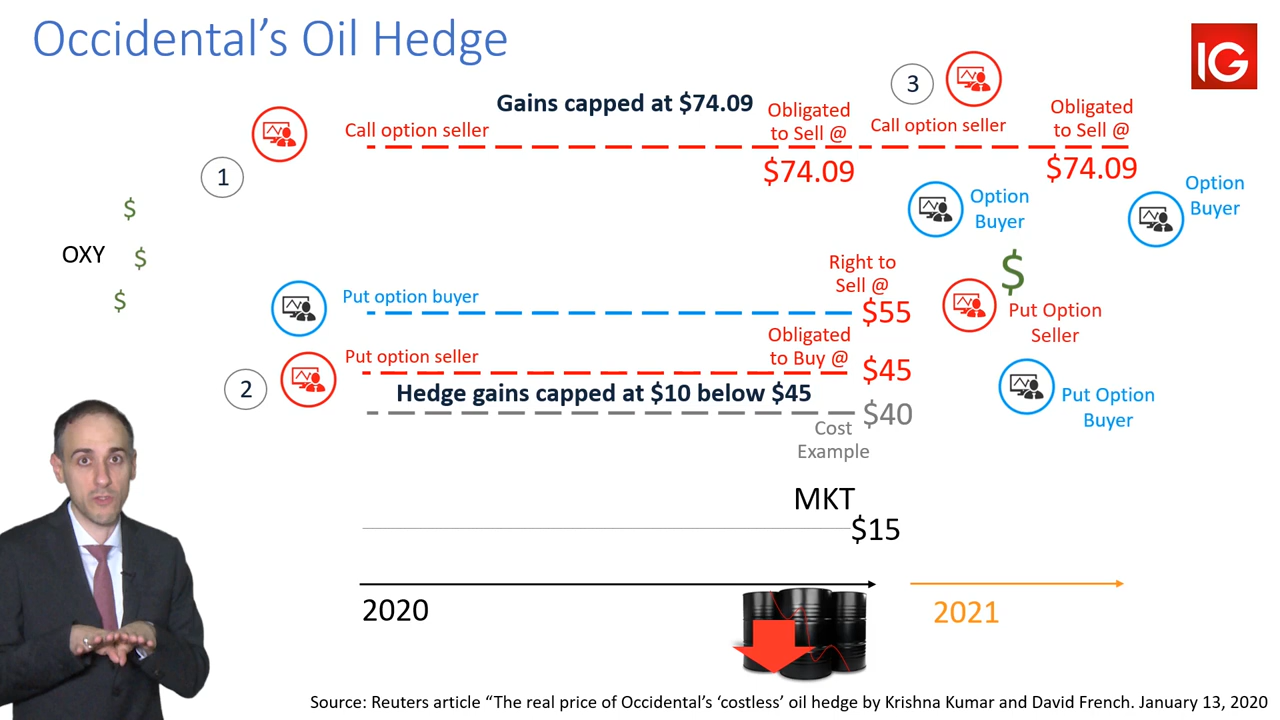 Occidental's Oil Hedge
IG
3
Gains capped at $74.09
Obligated
to Sell @
$74.09
Call option seller
Call option seller
Obligated
to Sell @
$74.09
1
Option
Buyer
Option
Buyer
$
OXY
$
$
$
Right to
Sell @
$55
Put option buyer
Put Option
Seller
Obligated
to Buy @
$45
Put option seller
2
Hedge gains capped at $10 below $45
$40
Cost
Example
Put Option
Buyer
MKT
$15
2020
2021
Source: Reuters article “The real price of Occidental's ‘costless’ oil hedge by Krishna Kumar and David French. January 13, 2020